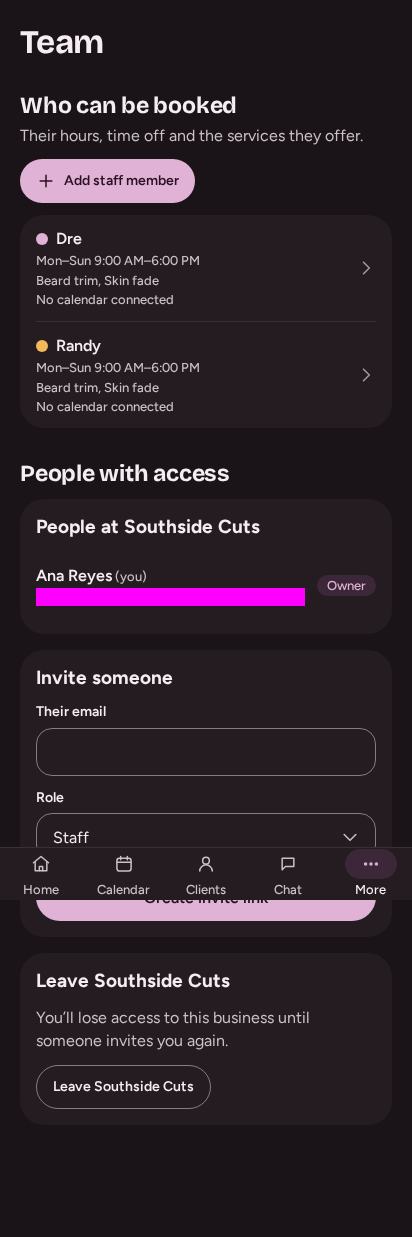 Team
Who can be booked
Their hours, time off and the services they offer.
Add staff member
Dre
Mon–Sun 9:00 AM–6:00 PM
Beard trim, Skin fade
No calendar connected
Randy
Mon–Sun 9:00 AM–6:00 PM
Beard trim, Skin fade
No calendar connected
People with access
People at Southside Cuts
Ana Reyes (you)
Owner
Invite someone
Their email
Role
Staff
Home Calendar Clients Chat More
Create invite link
Leave Southside Cuts
You’ll lose access to this business until
someone invites you again.
Leave Southside Cuts